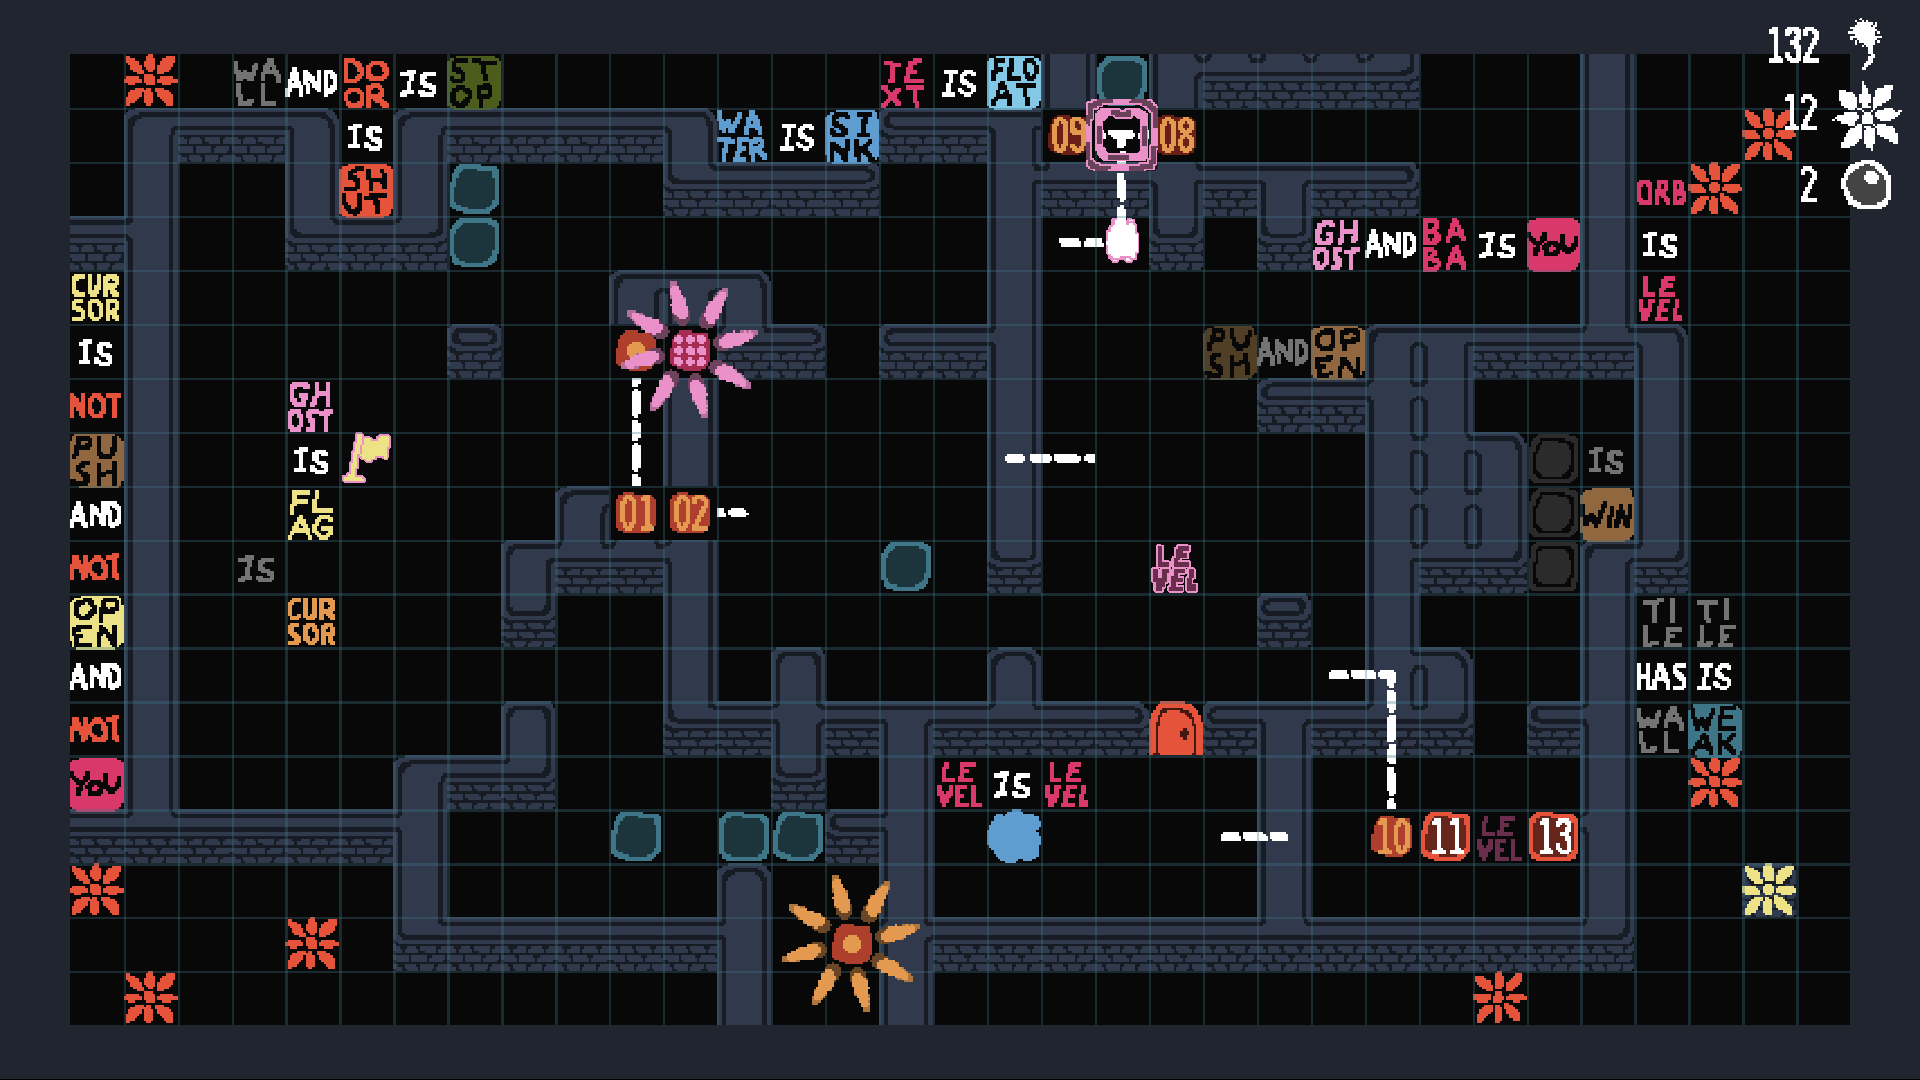 132
WALL AND DOOR IS STOP
TEXT IS FLOAT
12
IS
WATER IS STNK
09 08
SHUT
ORB
2
GHOST AND BABA IS YOU
IS
CURSOR
LEVEL
IS
PUSH AND OPEN
NOT
GHOST
PUSH
IS
IS
AND
FLAG
01 02
WIN
NOT
IS
LEVEL
OPEN
CURSOR
TILE TILE
AND
HAS IS
NOT
WALL WEAK
YOU
LEVEL IS LEVEL
10 11 LEVEL 13